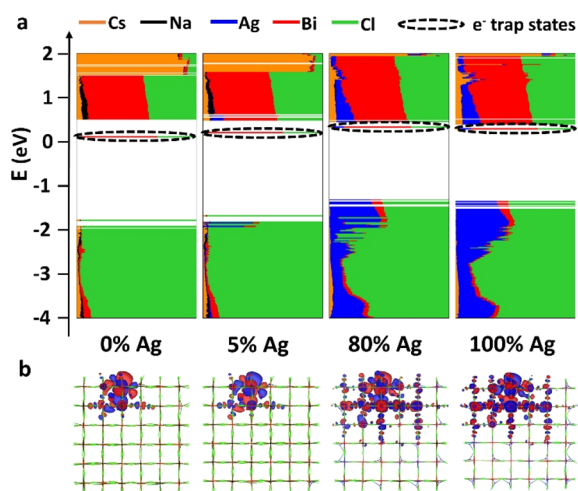 a Cs Na Ag Bi Cl e⁻ trap states
2
1
0
-1
-2
-3
-4
E (eV)
0% Ag 5% Ag 80% Ag 100% Ag
b